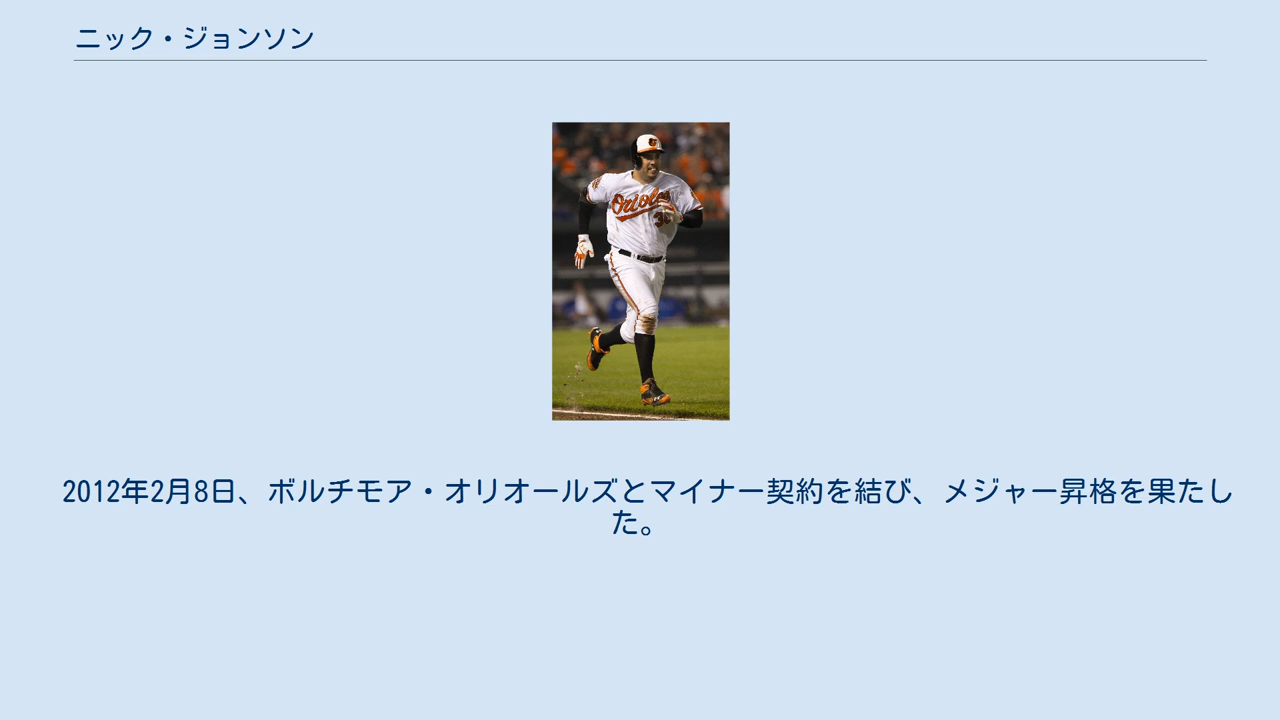 ニック・ジョンソン
Orioles
2012年2月8日、ボルチモア・オリオールズとマイナー契約を結び、メジャー昇格を果たし
た。